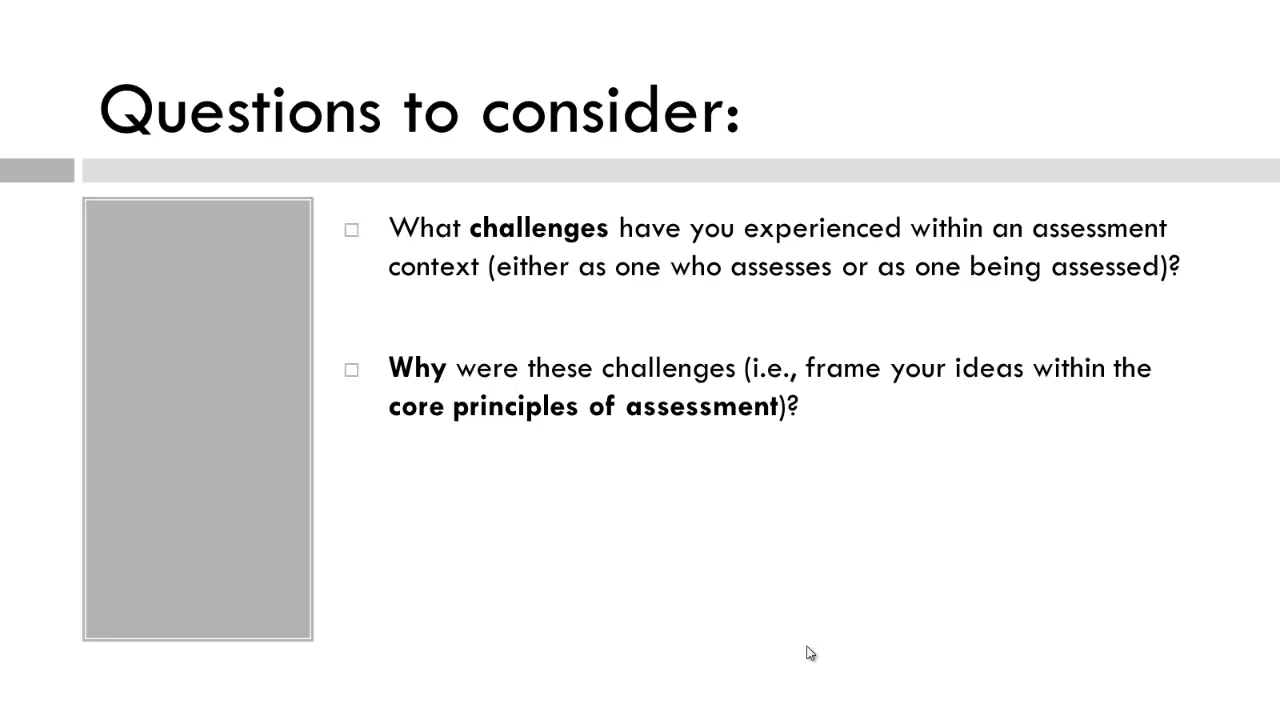 Questions to consider:
What challenges have you experienced within an assessment
context (either as one who assesses or as one being assessed)?
Why were these challenges (i.e., frame your ideas within the
core principles of assessment)?